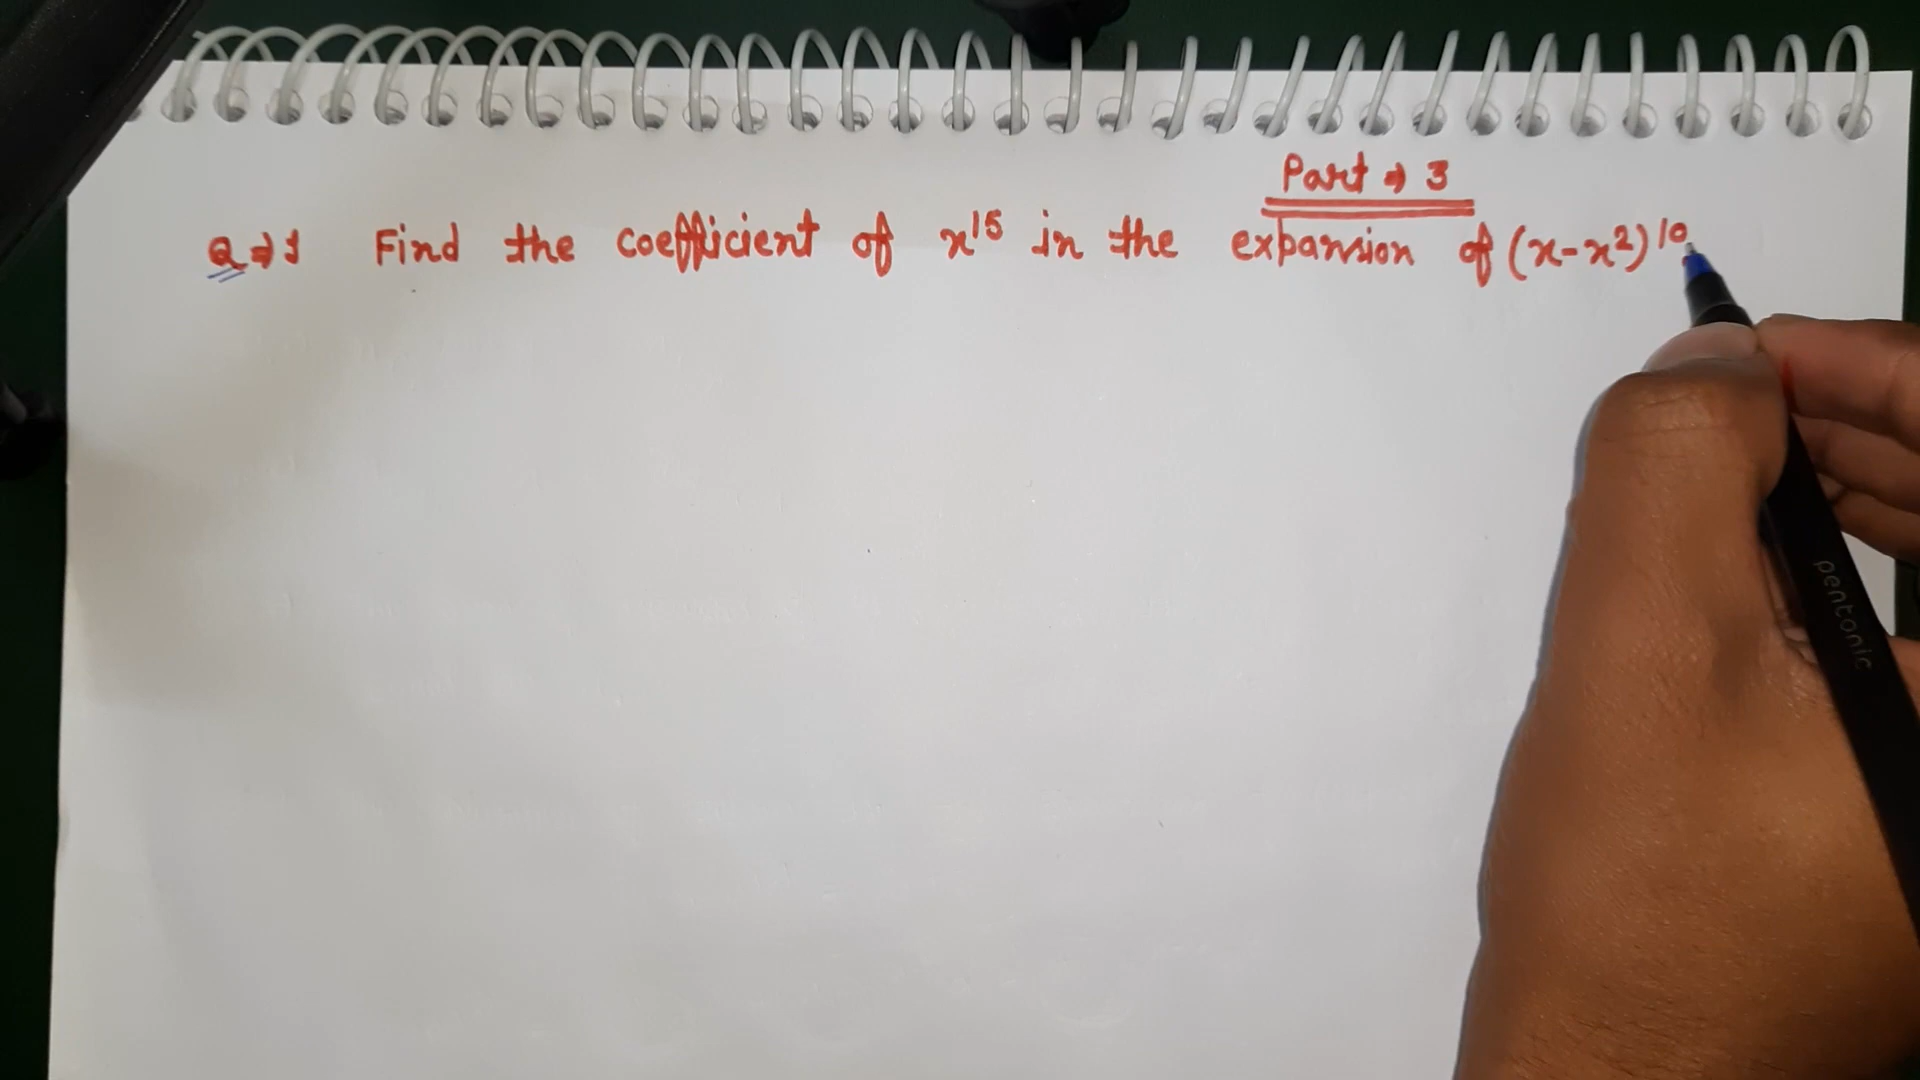 Part ⇒ 3
Q ⇒ 1 Find the coefficient of x¹⁵ in the expansion of (x-x²)¹⁰
pentonic